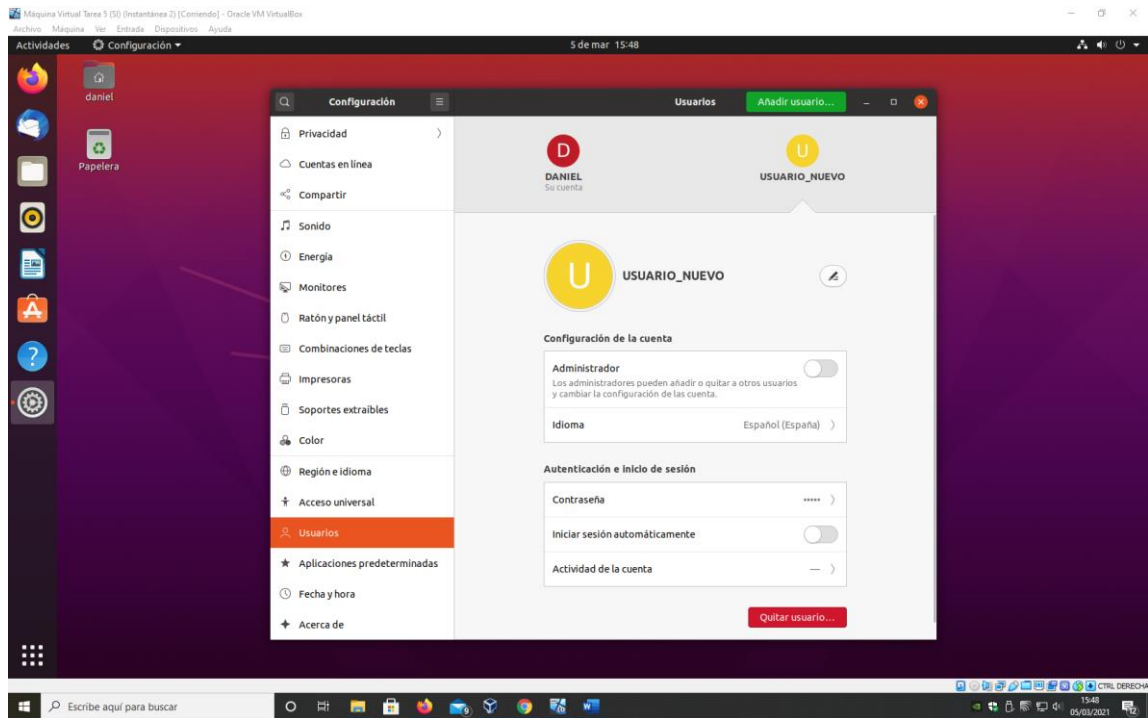 Máquina Virtual Tarea 5 (SI) (Instantánea 2) [Corriendo] - Oracle VM VirtualBox
Archivo Máquina Ver Entrada Dispositivos Ayuda
Actividades Configuración 5 de mar 15:48
daniel
Papelera
Configuración
Usuarios
Añadir usuario...
Privacidad
Cuentas en línea
Compartir
Sonido
Energía
Monitores
Ratón y panel táctil
Combinaciones de teclas
Impresoras
Soportes extraíbles
Color
Región e idioma
Acceso universal
Usuarios
Aplicaciones predeterminadas
Fecha y hora
Acerca de
D
DANIEL
Su cuenta
U
USUARIO_NUEVO
U
USUARIO_NUEVO
Configuración de la cuenta
Administrador
Los administradores pueden añadir o quitar a otros usuarios
y cambiar la configuración de las cuenta.
Idioma Español (España)
Autenticación e inicio de sesión
Contraseña •••••
Iniciar sesión automáticamente
Actividad de la cuenta —
Quitar usuario...
CTRL DERECHA
Escribe aquí para buscar
15:48
05/03/2021